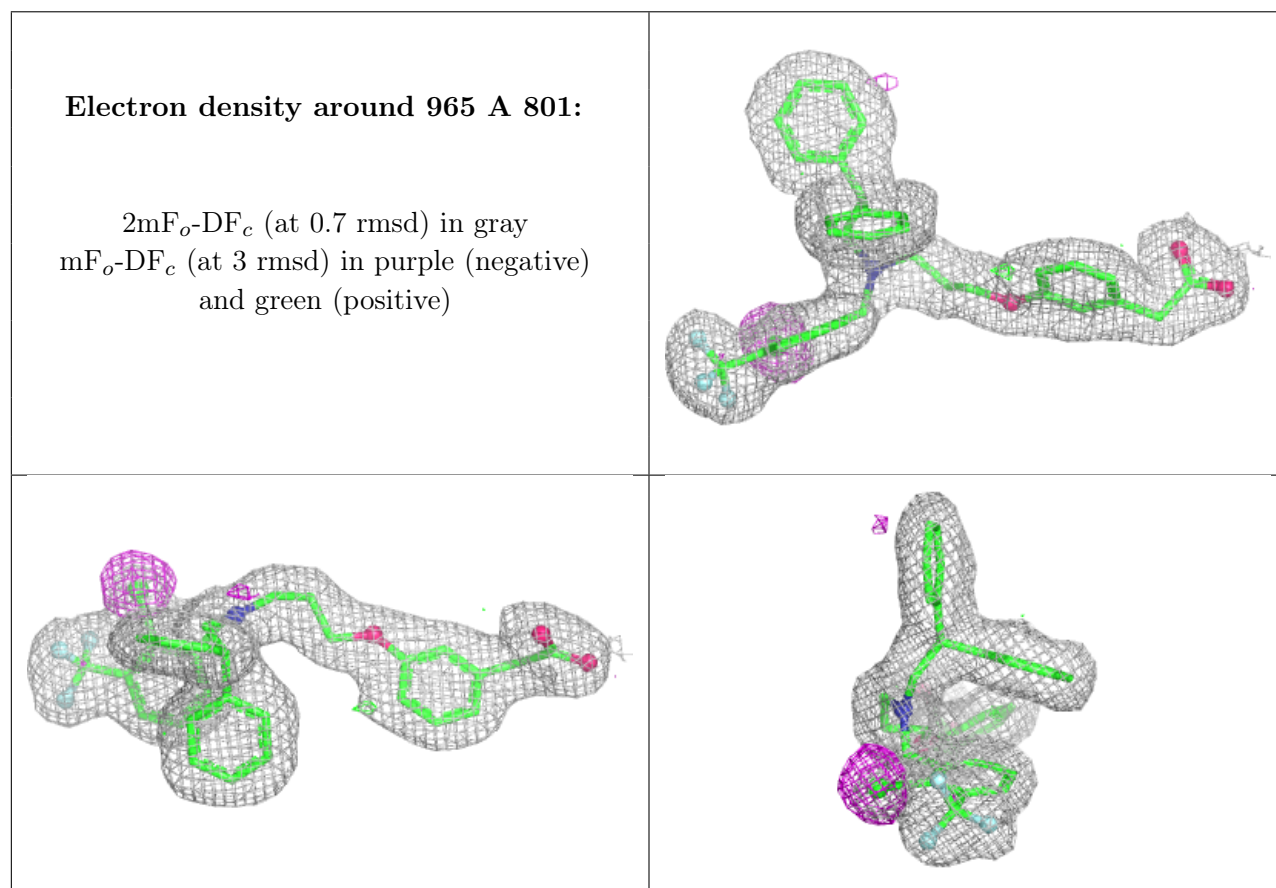 Electron density around 965 A 801:
2mFo-DFc (at 0.7 rmsd) in gray
mFo-DFc (at 3 rmsd) in purple (negative)
and green (positive)